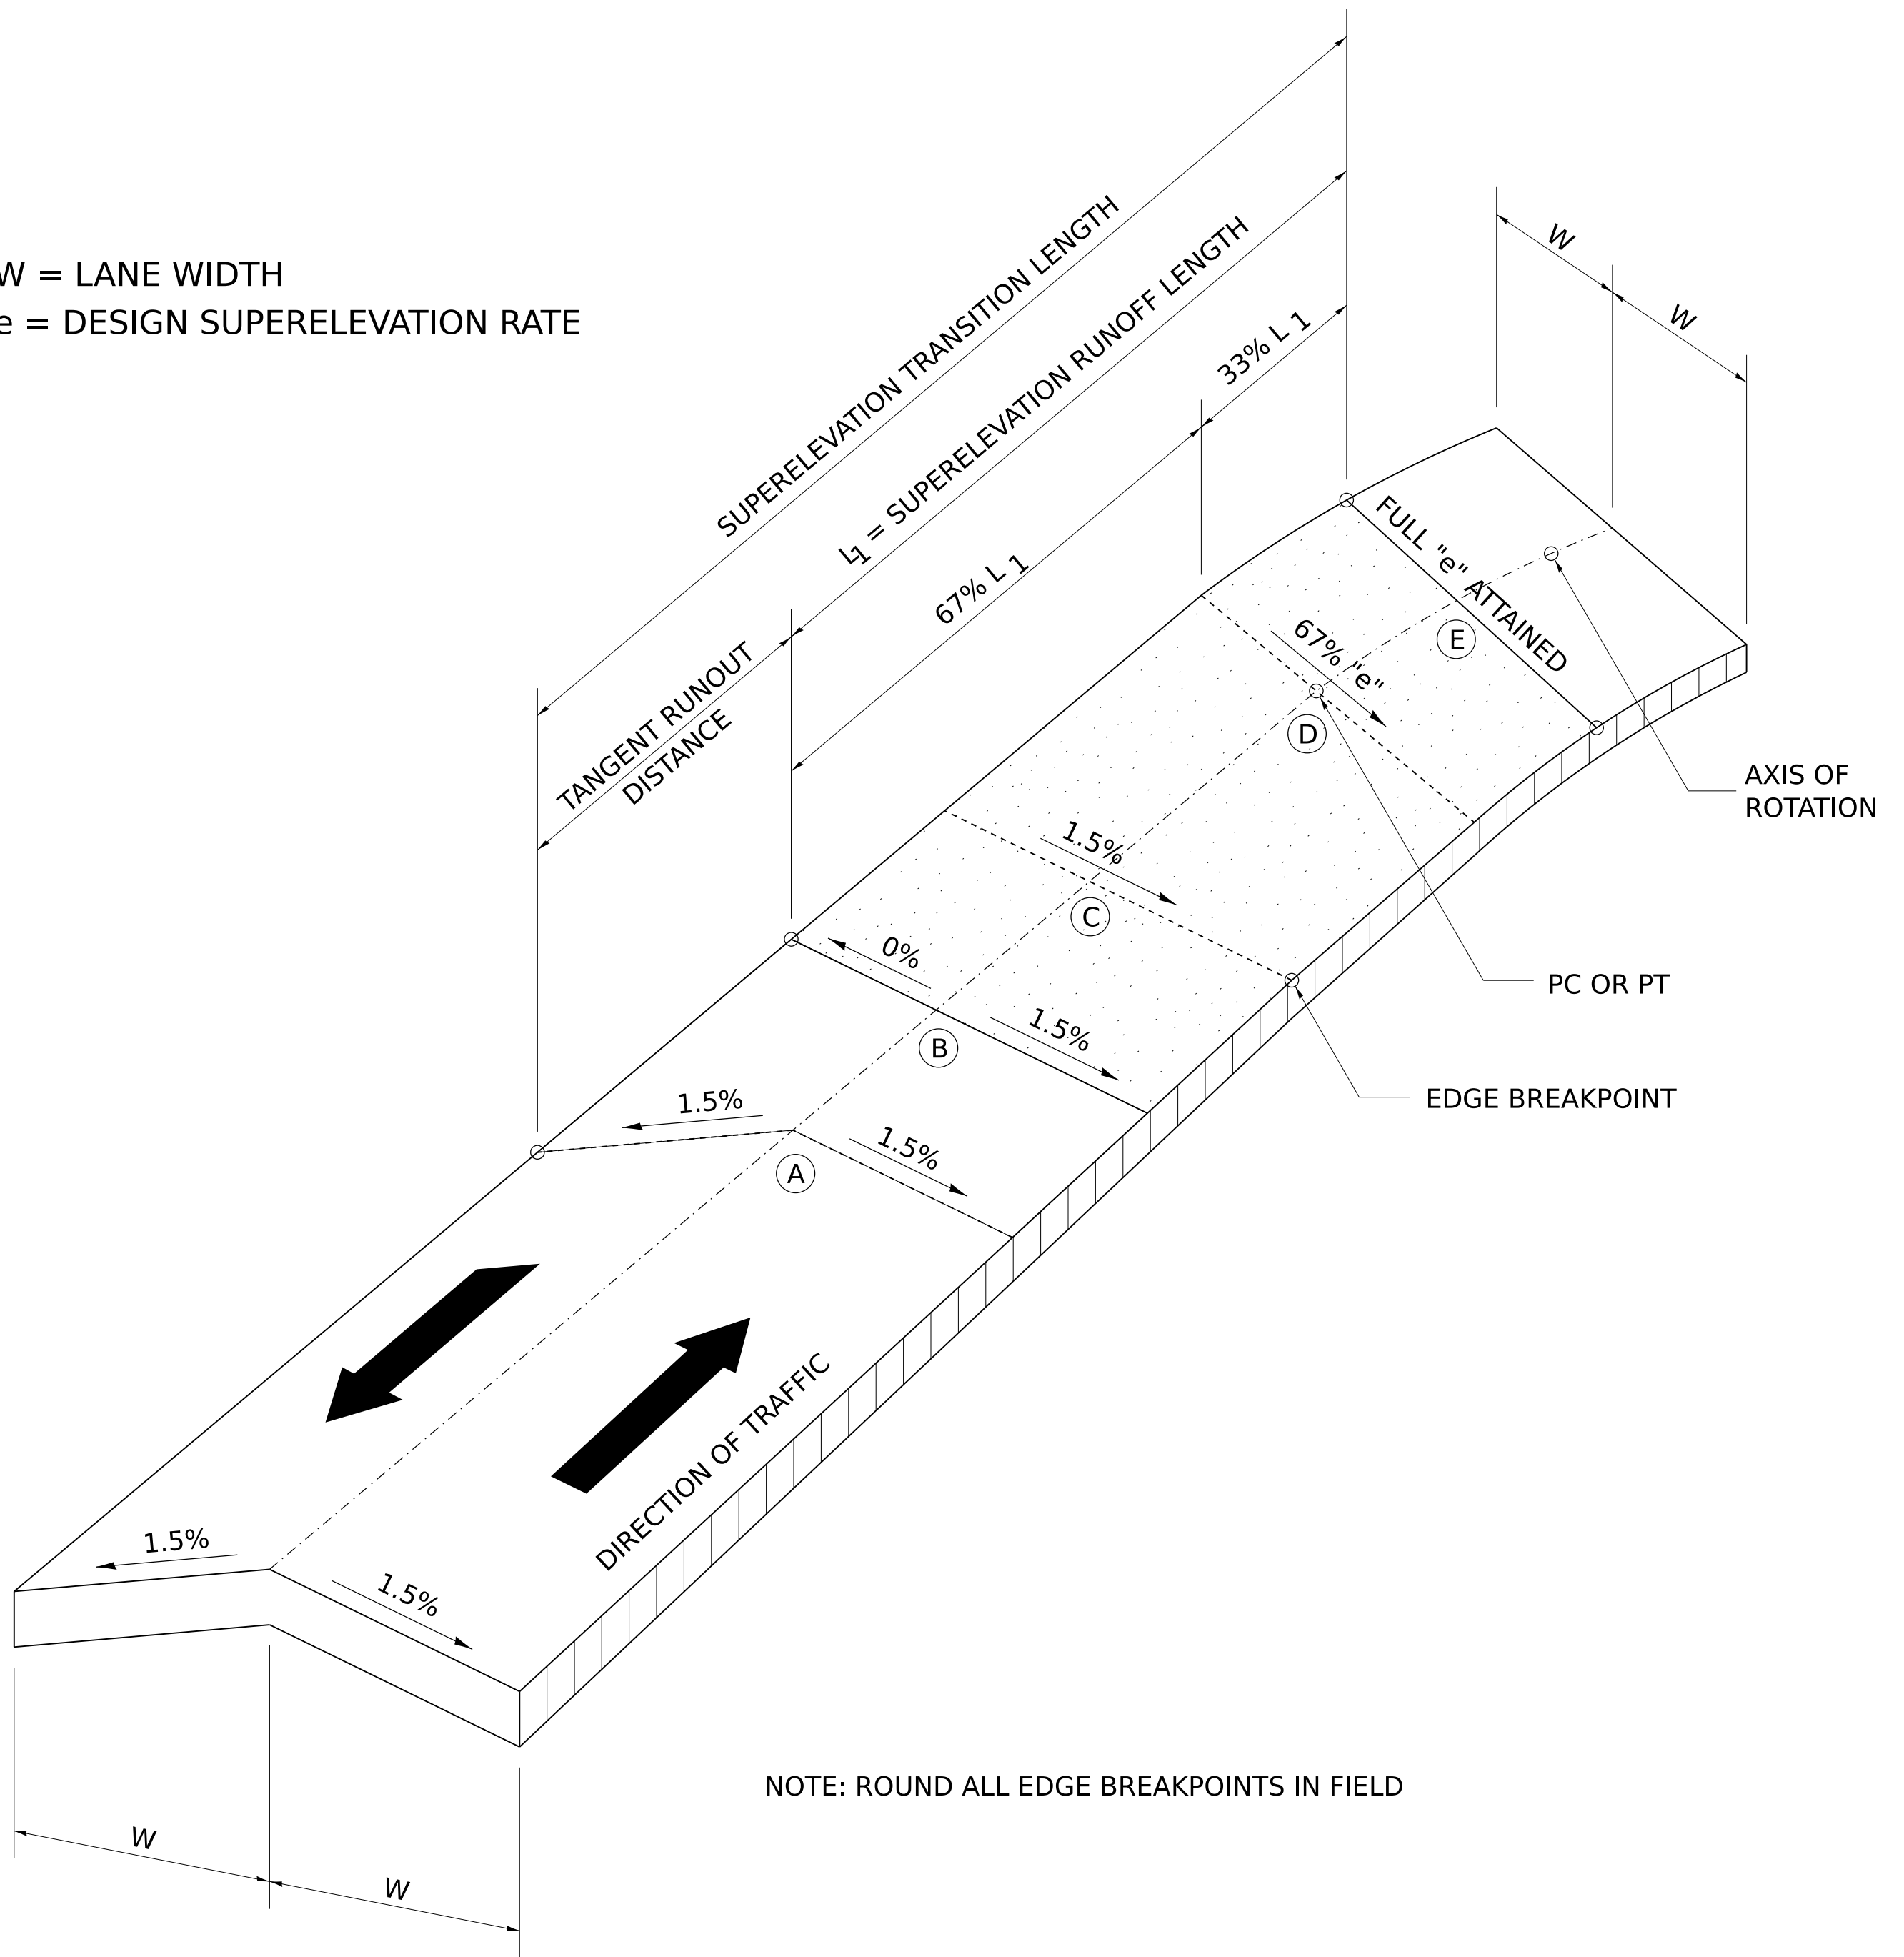 W = LANE WIDTH
e = DESIGN SUPERELEVATION RATE
SUPERELEVATION TRANSITION LENGTH
L1 = SUPERELEVATION RUNOFF LENGTH
33% L 1
67% L 1
TANGENT RUNOUT
DISTANCE
W
W
FULL "e" ATTAINED
E
67% "e"
D
AXIS OF
ROTATION
1.5%
C
PC OR PT
0%
1.5%
B
EDGE BREAKPOINT
1.5%
1.5%
A
DIRECTION OF TRAFFIC
1.5%
1.5%
NOTE: ROUND ALL EDGE BREAKPOINTS IN FIELD
W
W